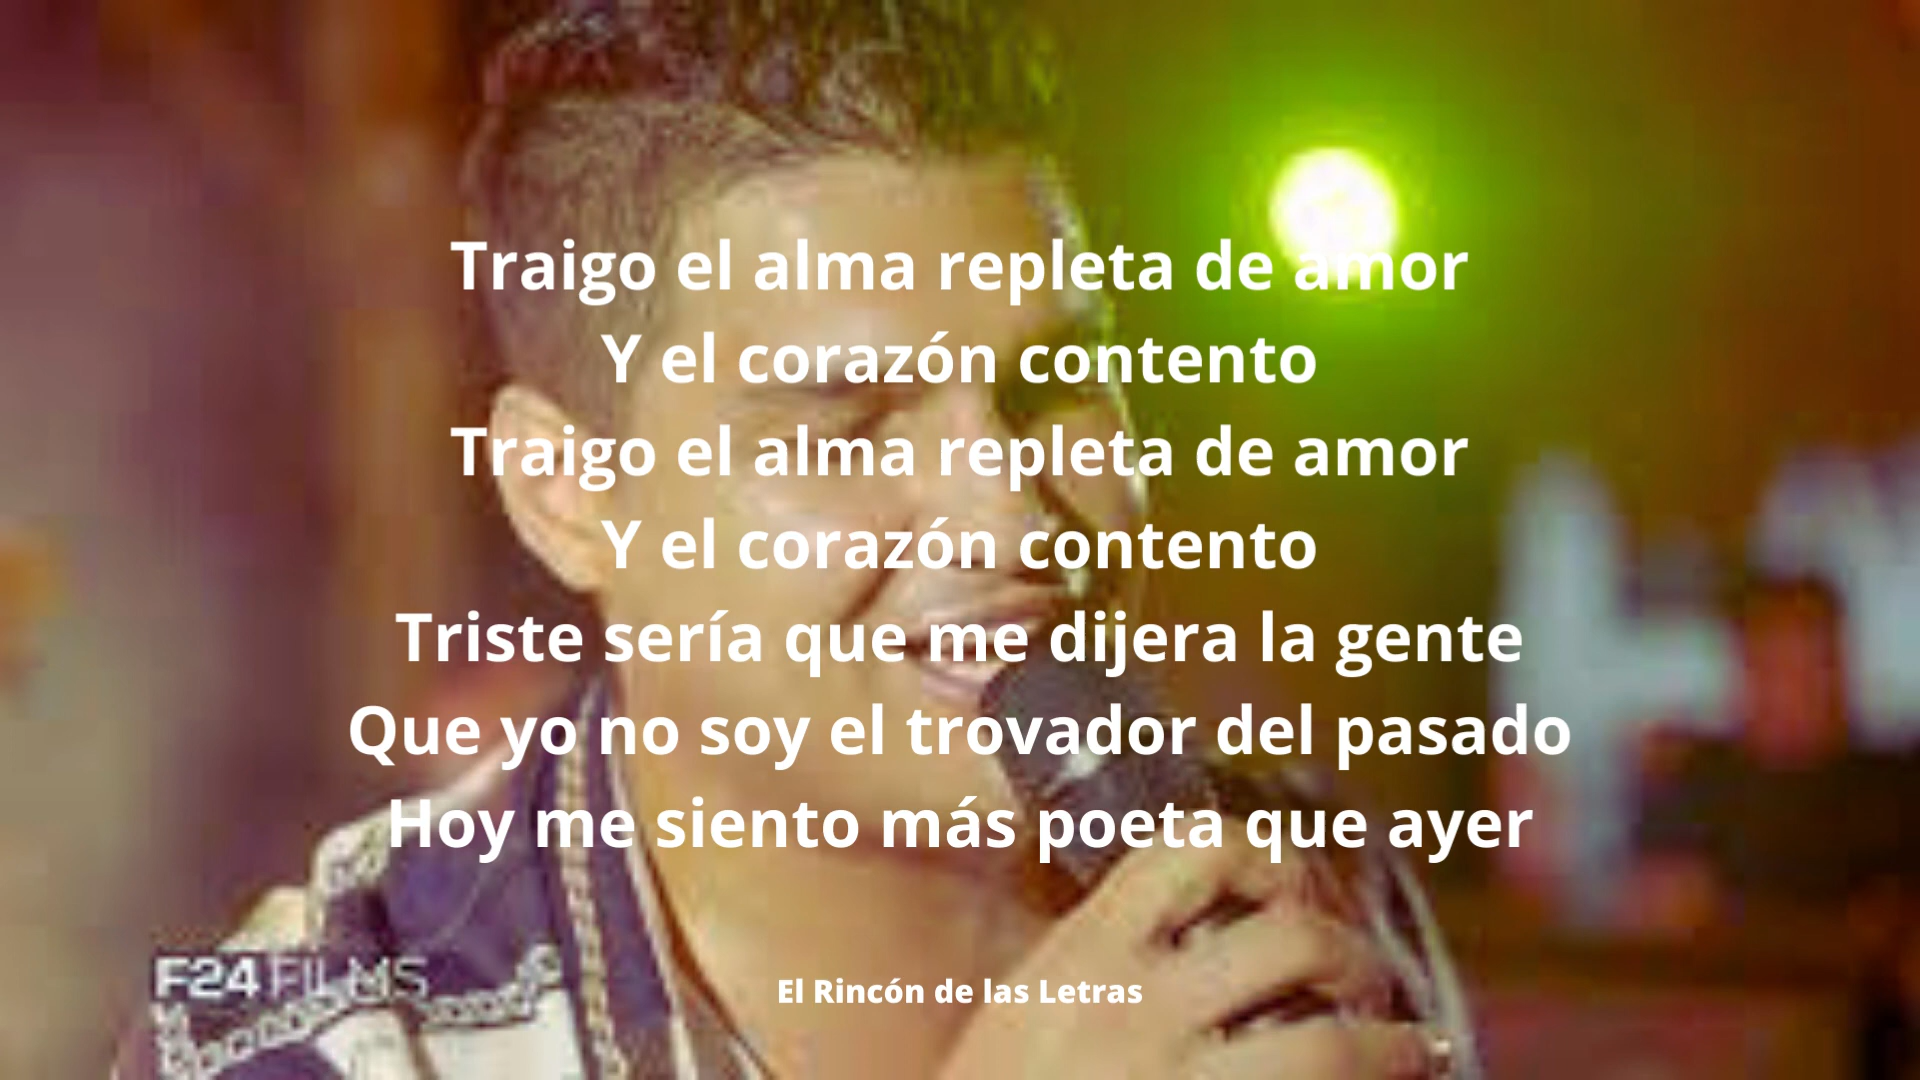 Traigo el alma repleta de amor
Y el corazón contento
Traigo el alma repleta de amor
Y el corazón contento
Triste sería que me dijera la gente
Que yo no soy el trovador del pasado
Hoy me siento más poeta que ayer
F24 FILMS
El Rincón de las Letras